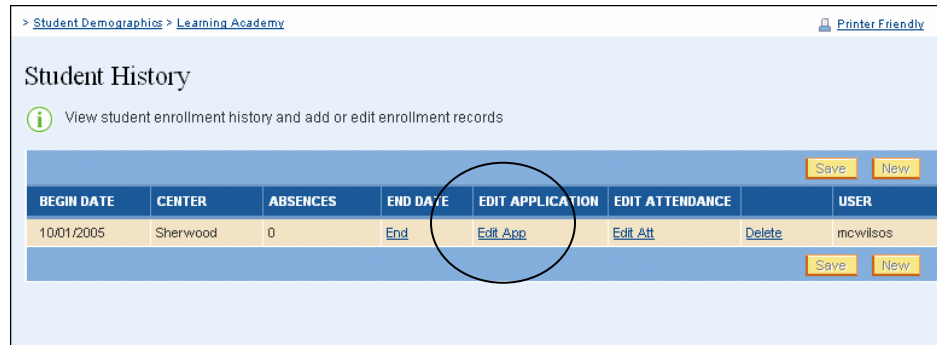 > Student Demographics > Learning Academy Printer Friendly
Student History
View student enrollment history and add or edit enrollment records
Save New
BEGIN DATE CENTER ABSENCES END DATE EDIT APPLICATION EDIT ATTENDANCE USER
10/01/2005 Sherwood 0 End Edit App Edit Att Delete mcwilsos
Save New